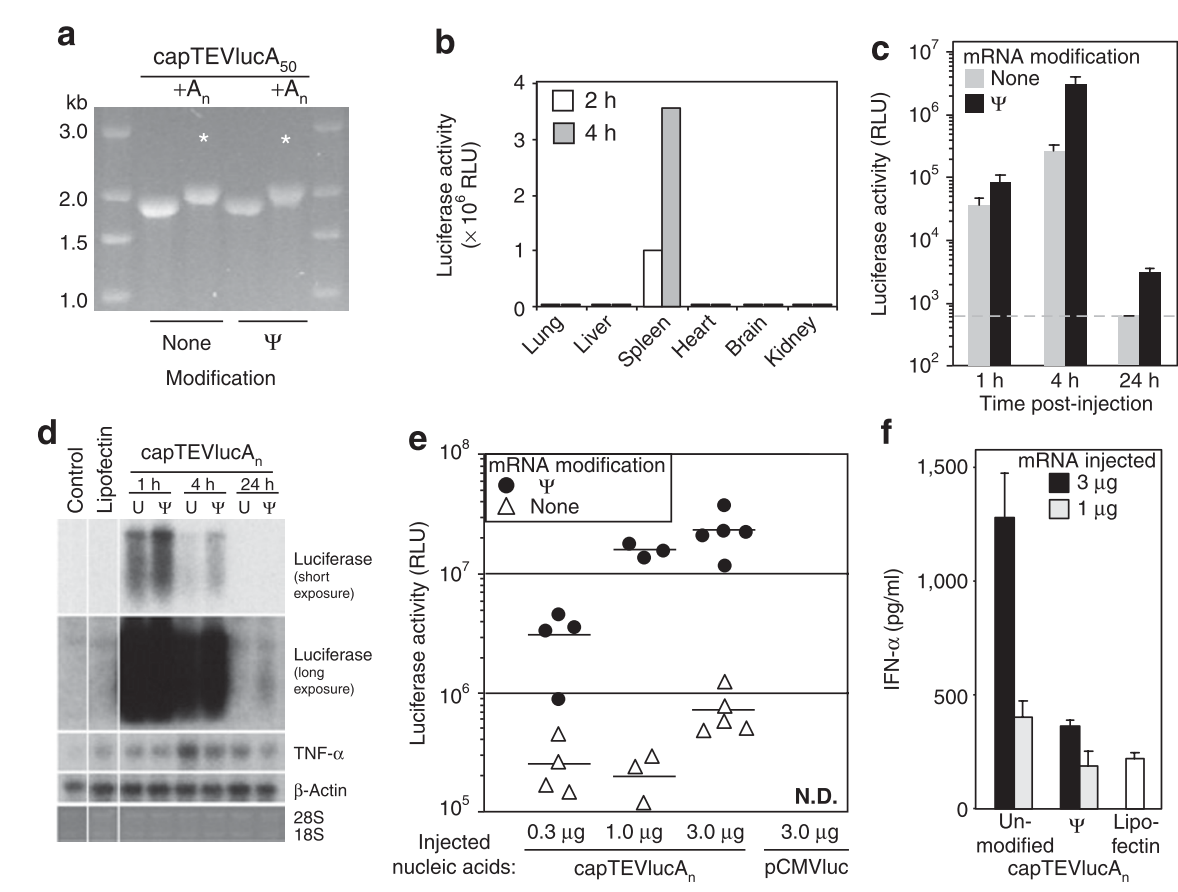 a
capTEVlucA50
+An +An
kb
3.0
2.0
1.5
1.0
None Ψ
Modification
b
Luciferase activity
(× 10^6 RLU)
4
3
2
1
0
2 h
4 h
Lung Liver Spleen Heart Brain Kidney
c
Luciferase activity (RLU)
10^7
10^6
10^5
10^4
10^3
10^2
mRNA modification
None
Ψ
1 h 4 h 24 h
Time post-injection
d
Control
Lipofectin
capTEVlucAn
1 h 4 h 24 h
U Ψ U Ψ U Ψ
Luciferase
(short
exposure)
Luciferase
(long
exposure)
TNF-α
β-Actin
28S
18S
e
Luciferase activity (RLU)
10^8
10^7
10^6
10^5
mRNA modification
Ψ
None
N.D.
0.3 µg 1.0 µg 3.0 µg 3.0 µg
Injected
nucleic acids:
capTEVlucAn pCMVluc
f
IFN-α (pg/ml)
1,500
1,000
500
0
mRNA injected
3 µg
1 µg
Un-
modified
Ψ
Lipo-
fectin
capTEVlucAn